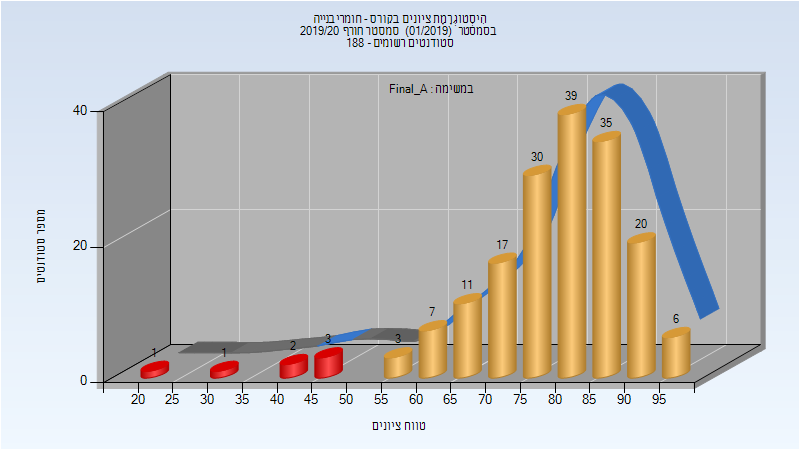 היסטוגרמת ציונים בקורס - חומרי בנייה
בסמסטר (01/2019) סמסטר חורף 2019/20
סטודנטים רשומים - 188
במשימה : Final_A
מספר סטודנטים
40
20
0
1
1
2
3
3
7
11
17
30
39
35
20
6
20 25 30 35 40 45 50 55 60 65 70 75 80 85 90 95
טווח ציונים